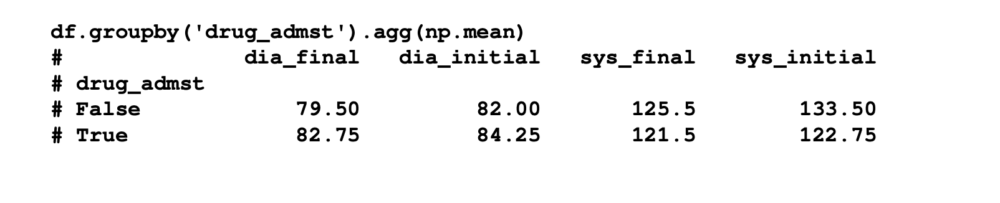 df.groupby('drug_admst').agg(np.mean)
#              dia_final   dia_initial   sys_final   sys_initial
# drug_admst
# False            79.50         82.00       125.5        133.50
# True             82.75         84.25       121.5        122.75